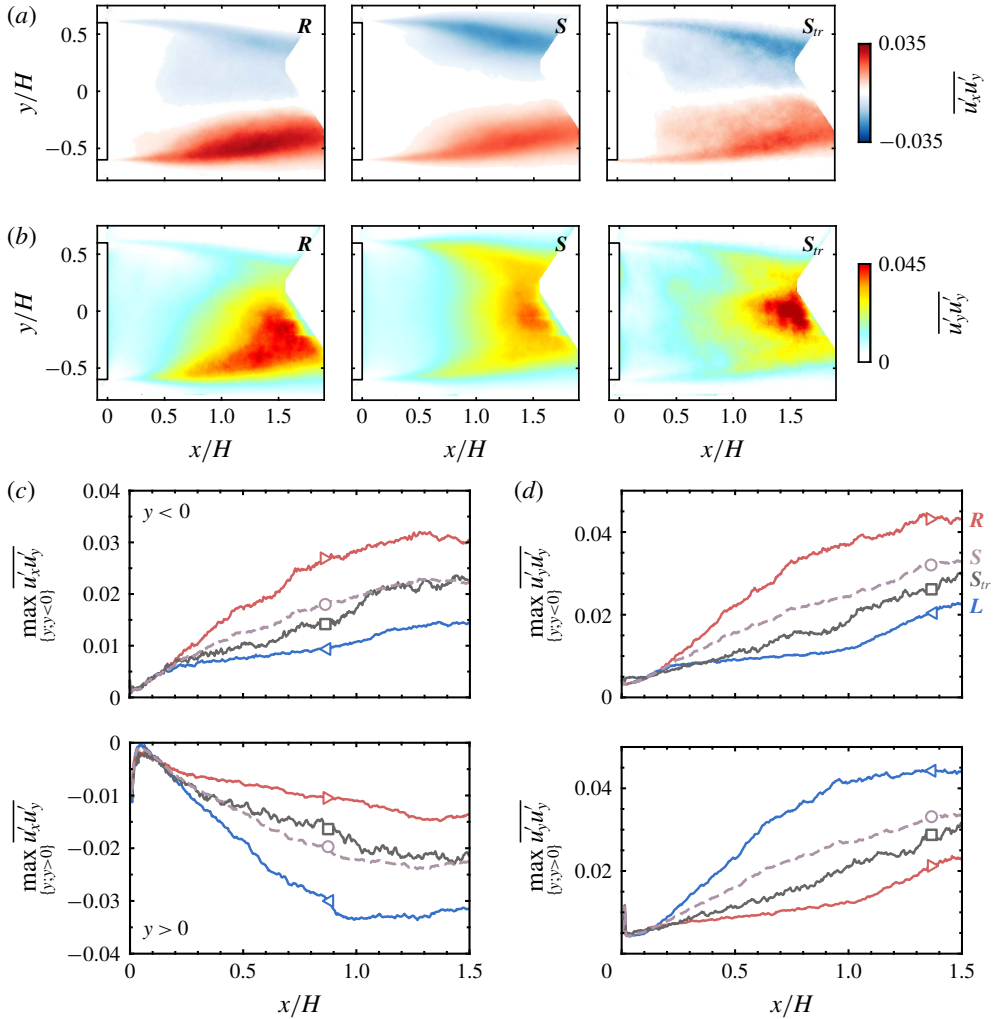 (a)
R
S
S_tr
0.5
0
−0.5
y/H
0.035
−0.035
\overline{u'_x u'_y}
(b)
R
S
S_tr
0.5
0
−0.5
y/H
0 0.5 1.0 1.5
0 0.5 1.0 1.5
0 0.5 1.0 1.5
x/H
x/H
x/H
0.045
0
\overline{u'_y u'_y}
(c)
y < 0
0.04
0.03
0.02
0.01
0
max \overline{u'_x u'_y}
{y;y<0}
(d)
0.04
0.02
0
max \overline{u'_y u'_y}
{y;y<0}
R
S
S_tr
L
0
−0.01
−0.02
−0.03
−0.04
max \overline{u'_x u'_y}
{y;y>0}
y > 0
0 0.5 1.0 1.5
x/H
0.04
0.02
max \overline{u'_y u'_y}
{y;y>0}
0 0.5 1.0 1.5
x/H